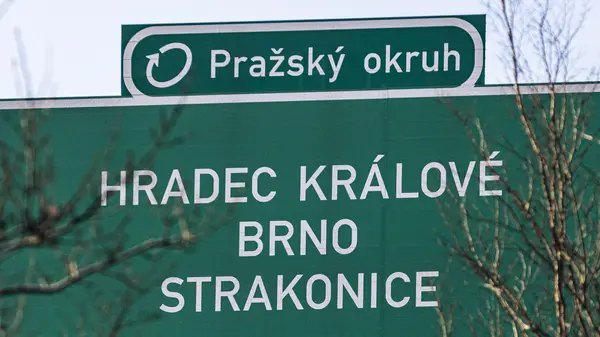 Pražský okruh
HRADEC KRÁLOVÉ
BRNO
STRAKONICE